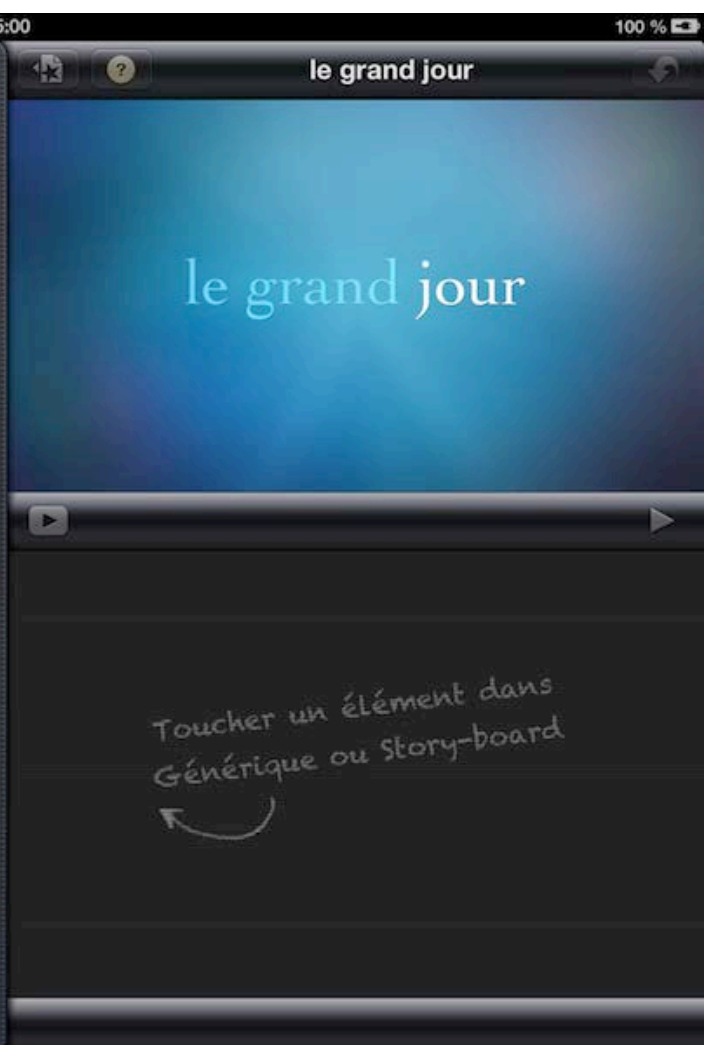 5:00 100 %
? le grand jour
le grand jour
Toucher un élément dans
Générique ou Story-board